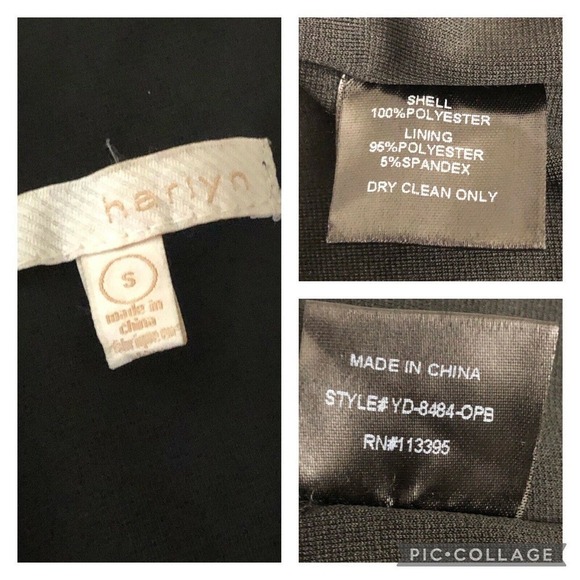 harlyn
S
made in
china
SHELL
100%POLYESTER
LINING
95%POLYESTER
5%SPANDEX
DRY CLEAN ONLY
MADE IN CHINA
STYLE# YD-8484-OPB
RN#113395
PIC•COLLAGE